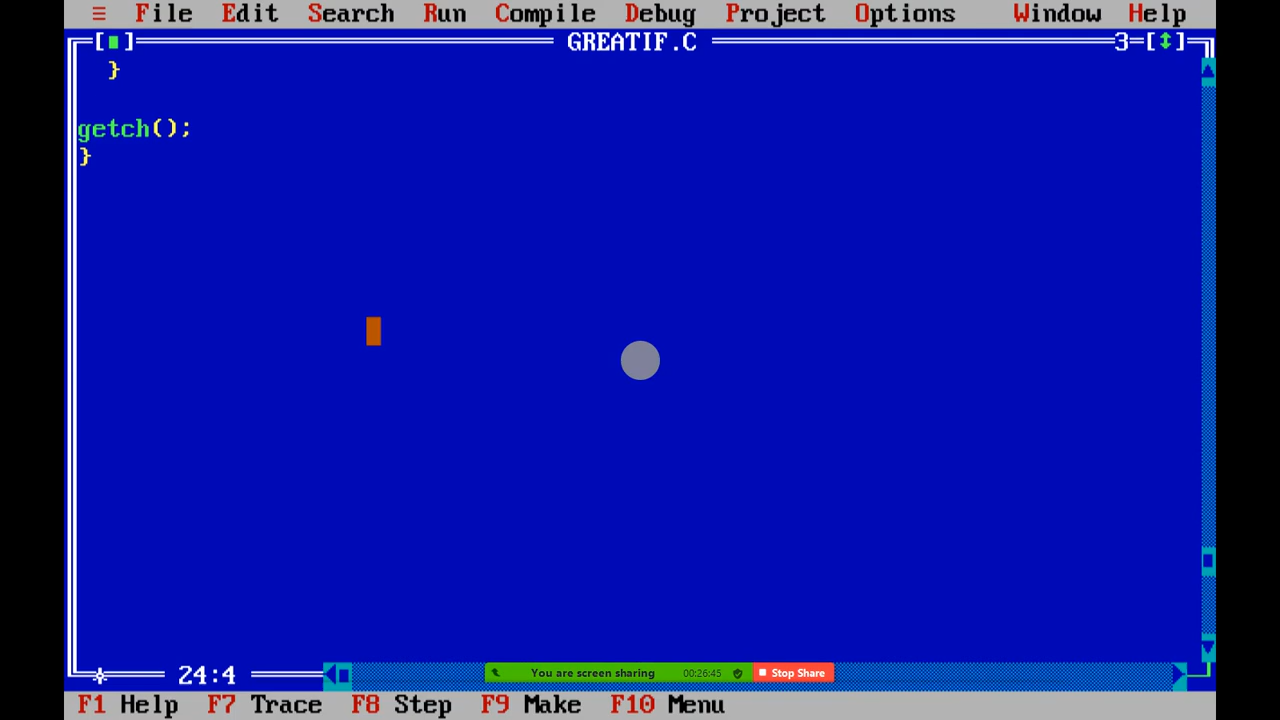 ≡ File Edit Search Run Compile Debug Project Options Window Help
[■] GREATIF.C 3=[↕]
}
getch();
}
24:4
You are screen sharing 00:26:45 Stop Share
F1 Help F7 Trace F8 Step F9 Make F10 Menu